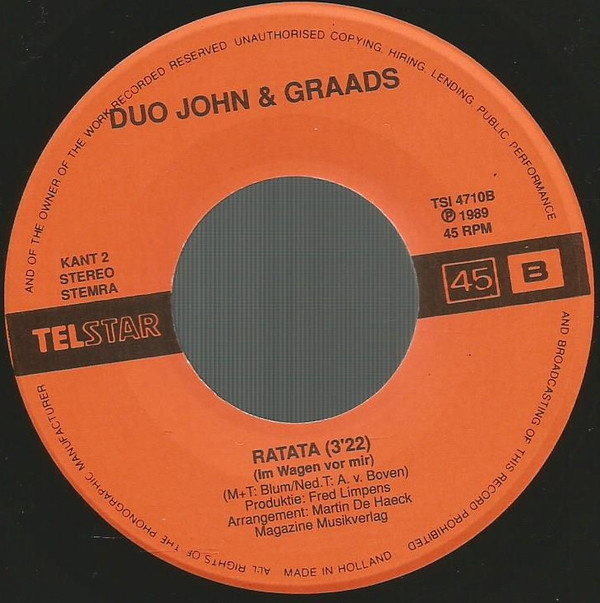 ALL RIGHTS OF THE PHONOGRAPHIC MANUFACTURER AND OF THE OWNER OF THE WORK RECORDED RESERVED UNAUTHORISED COPYING, HIRING, LENDING, PUBLIC PERFORMANCE AND BROADCASTING OF THIS RECORD PROHIBITED
DUO JOHN & GRAADS
KANT 2
STEREO
STEMRA
TSI 4710B
℗ 1989
45 RPM
TELSTAR
45 B
RATATA (3'22)
(Im Wagen vor mir)
(M+T: Blum/Ned.T: A. v. Boven)
Produktie: Fred Limpens
Arrangement: Martin De Haeck
Magazine Musikverlag
MADE IN HOLLAND